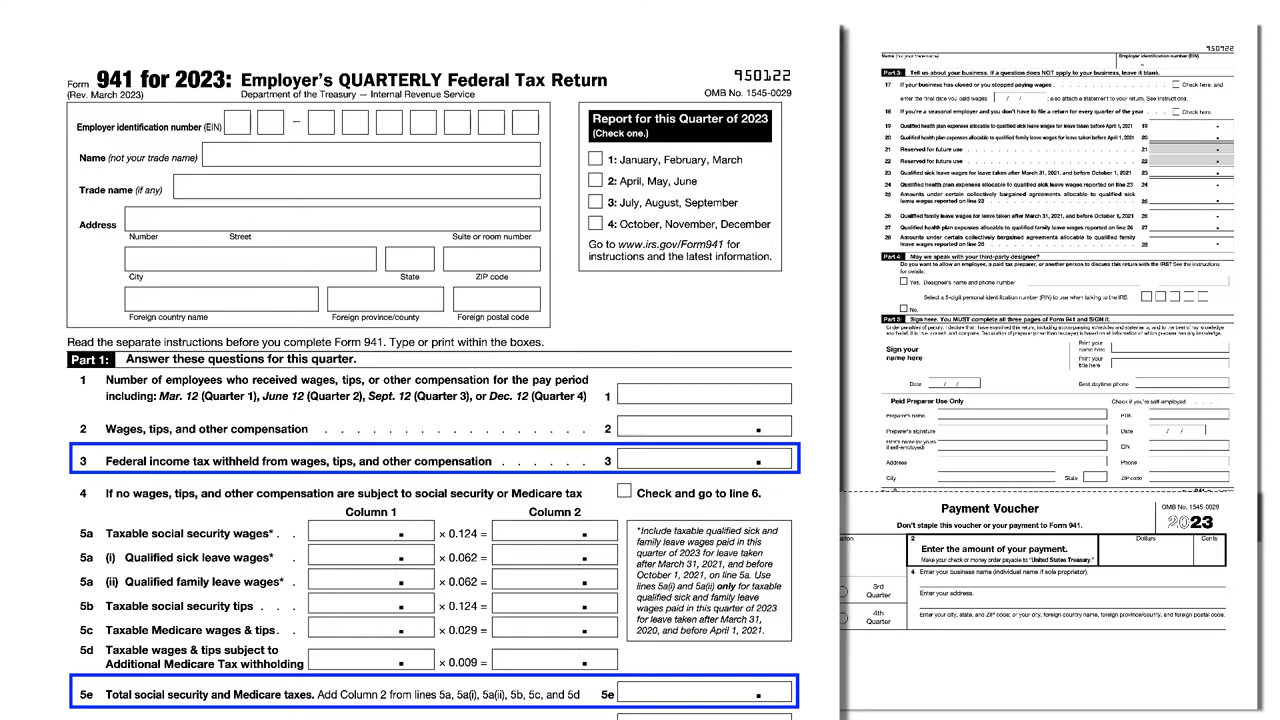 Form 941 for 2023: Employer's QUARTERLY Federal Tax Return
(Rev. March 2023) Department of the Treasury — Internal Revenue Service
950122
OMB No. 1545-0029
Employer identification number (EIN) –
Name (not your trade name)
Trade name (if any)
Address
Number Street Suite or room number
City State ZIP code
Foreign country name Foreign province/county Foreign postal code
Report for this Quarter of 2023
(Check one.)
1: January, February, March
2: April, May, June
3: July, August, September
4: October, November, December
Go to www.irs.gov/Form941 for
instructions and the latest information.
Read the separate instructions before you complete Form 941. Type or print within the boxes.
Part 1: Answer these questions for this quarter.
1 Number of employees who received wages, tips, or other compensation for the pay period
including: Mar. 12 (Quarter 1), June 12 (Quarter 2), Sept. 12 (Quarter 3), or Dec. 12 (Quarter 4) 1
2 Wages, tips, and other compensation . . . . . . . . . . . . . . . . . 2 .
3 Federal income tax withheld from wages, tips, and other compensation . . . . . . 3 .
4 If no wages, tips, and other compensation are subject to social security or Medicare tax Check and go to line 6.
Column 1 Column 2
5a Taxable social security wages* . . . × 0.124 = .
5a (i) Qualified sick leave wages* . . × 0.062 = .
5a (ii) Qualified family leave wages* . . × 0.062 = .
5b Taxable social security tips . . . . × 0.124 = .
5c Taxable Medicare wages & tips . . . × 0.029 = .
5d Taxable wages & tips subject to
Additional Medicare Tax withholding . × 0.009 = .
*Include taxable qualified sick and
family leave wages paid in this
quarter of 2023 for leave taken
after March 31, 2021, and before
October 1, 2021, on line 5a. Use
lines 5a(i) and 5a(ii) only for taxable
qualified sick and family leave
wages paid in this quarter of 2023
for leave taken after March 31,
2020, and before April 1, 2021.
5e Total social security and Medicare taxes. Add Column 2 from lines 5a, 5a(i), 5a(ii), 5b, 5c, and 5d 5e .
950922
Name (not your trade name) Employer identification number (EIN)
–
Part 3: Tell us about your business. If a question does NOT apply to your business, leave it blank.
17 If your business has closed or you stopped paying wages . . . Check here, and
enter the final date you paid wages / / ; also attach a statement to your return. See instructions.
18 If you're a seasonal employer and you don't have to file a return for every quarter of the year . . . Check here.
19 Qualified health plan expenses allocable to qualified sick leave wages for leave taken before April 1, 2021 19 .
20 Qualified health plan expenses allocable to qualified family leave wages for leave taken before April 1, 2021 20 .
21 Reserved for future use . . . 21 .
22 Reserved for future use . . . 22 .
23 Qualified sick leave wages for leave taken after March 31, 2021, and before October 1, 2021 23 .
24 Qualified health plan expenses allocable to qualified sick leave wages reported on line 23 24 .
25 Amounts under certain collectively bargained agreements allocable to qualified sick
leave wages reported on line 23 . . . 25 .
26 Qualified family leave wages for leave taken after March 31, 2021, and before October 1, 2021 26 .
27 Qualified health plan expenses allocable to qualified family leave wages reported on line 26 27 .
28 Amounts under certain collectively bargained agreements allocable to qualified family
leave wages reported on line 26 . . . 28 .
Part 4: May we speak with your third-party designee?
Do you want to allow an employee, a paid tax preparer, or another person to discuss this return with the IRS? See the instructions
for details.
Yes. Designee's name and phone number
Select a 5-digit personal identification number (PIN) to use when talking to the IRS.
No.
Part 5: Sign here. You MUST complete all three pages of Form 941 and SIGN it.
Under penalties of perjury, I declare that I have examined this return, including accompanying schedules and statements, and to the best of my knowledge
and belief, it is true, correct, and complete. Declaration of preparer (other than taxpayer) is based on all information of which preparer has any knowledge.
Sign your
name here
Print your
name here
Print your
title here
Date / / Best daytime phone
Paid Preparer Use Only Check if you're self-employed . . . .
Preparer's name PTIN
Preparer's signature Date / /
Firm's name (or yours
if self-employed) EIN
Address Phone
City State ZIP code
Payment Voucher
Don't staple this voucher or your payment to Form 941.
OMB No. 1545-0029
2023
2 Enter the amount of your payment.
Make your check or money order payable to "United States Treasury."
Dollars Cents
3rd
Quarter
4th
Quarter
4 Enter your business name (individual name if sole proprietor).
Enter your address.
Enter your city, state, and ZIP code; or your city, foreign country name, foreign province/county, and foreign postal code.